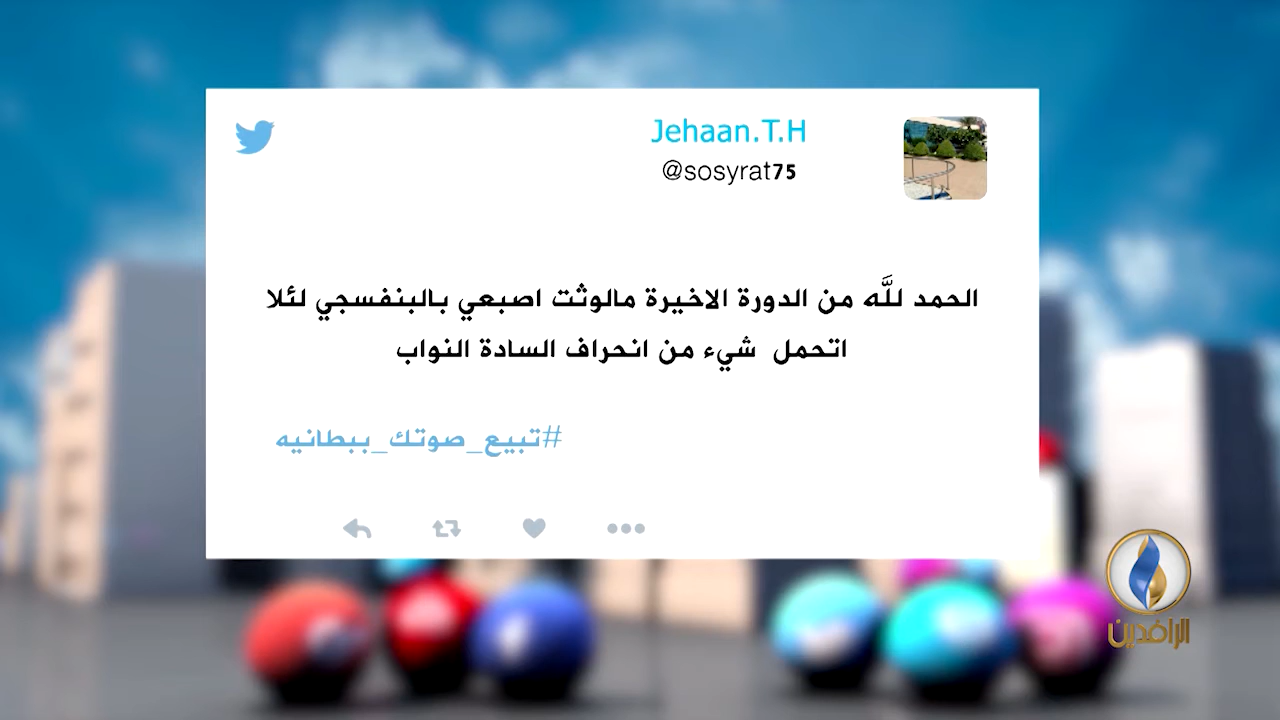 Jehaan.T.H
@sosyrat75
الحمد للَّه من الدورة الاخيرة مالوثت اصبعي بالبنفسجي لئلا
اتحمل شيء من انحراف السادة النواب
#تبيع_صوتك_ببطانيه
الرافدين